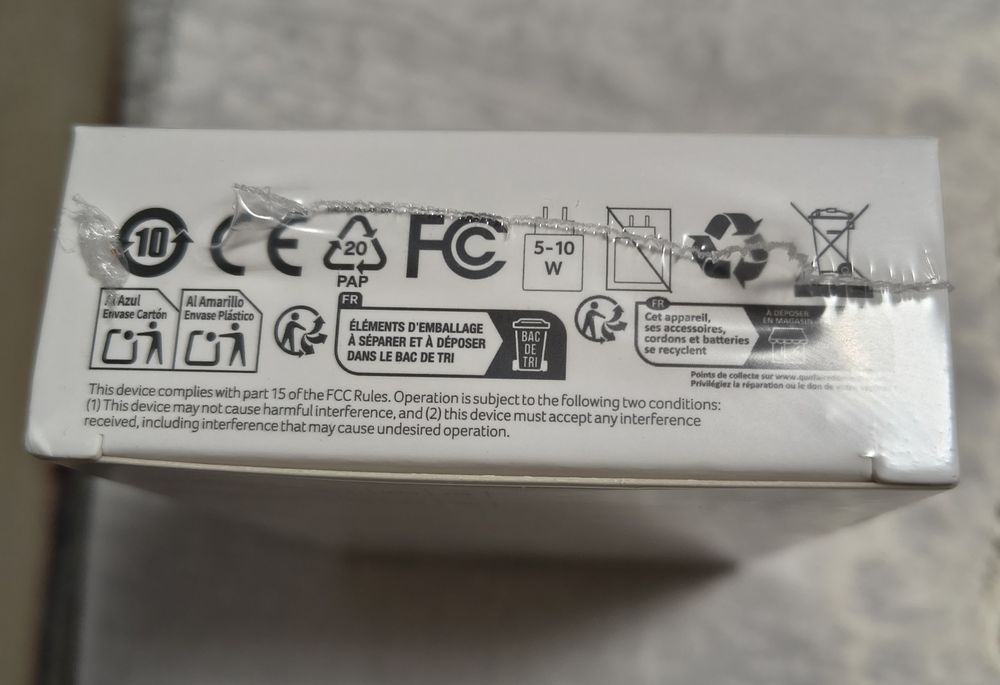 10 CE 20 PAP FC 5-10 W
Al Azul
Envase Cartón
Al Amarillo
Envase Plástico
FR
ÉLÉMENTS D'EMBALLAGE
À SÉPARER ET À DÉPOSER
DANS LE BAC DE TRI
BAC
DE
TRI
FR
Cet appareil,
ses accessoires,
cordons et batteries
se recyclent
À DÉPOSER
EN MAGASIN
Points de collecte sur
Privilégiez la réparation ou le don de votre
This device complies with part 15 of the FCC Rules. Operation is subject to the following two conditions:
(1) This device may not cause harmful interference, and (2) this device must accept any interference
received, including interference that may cause undesired operation.